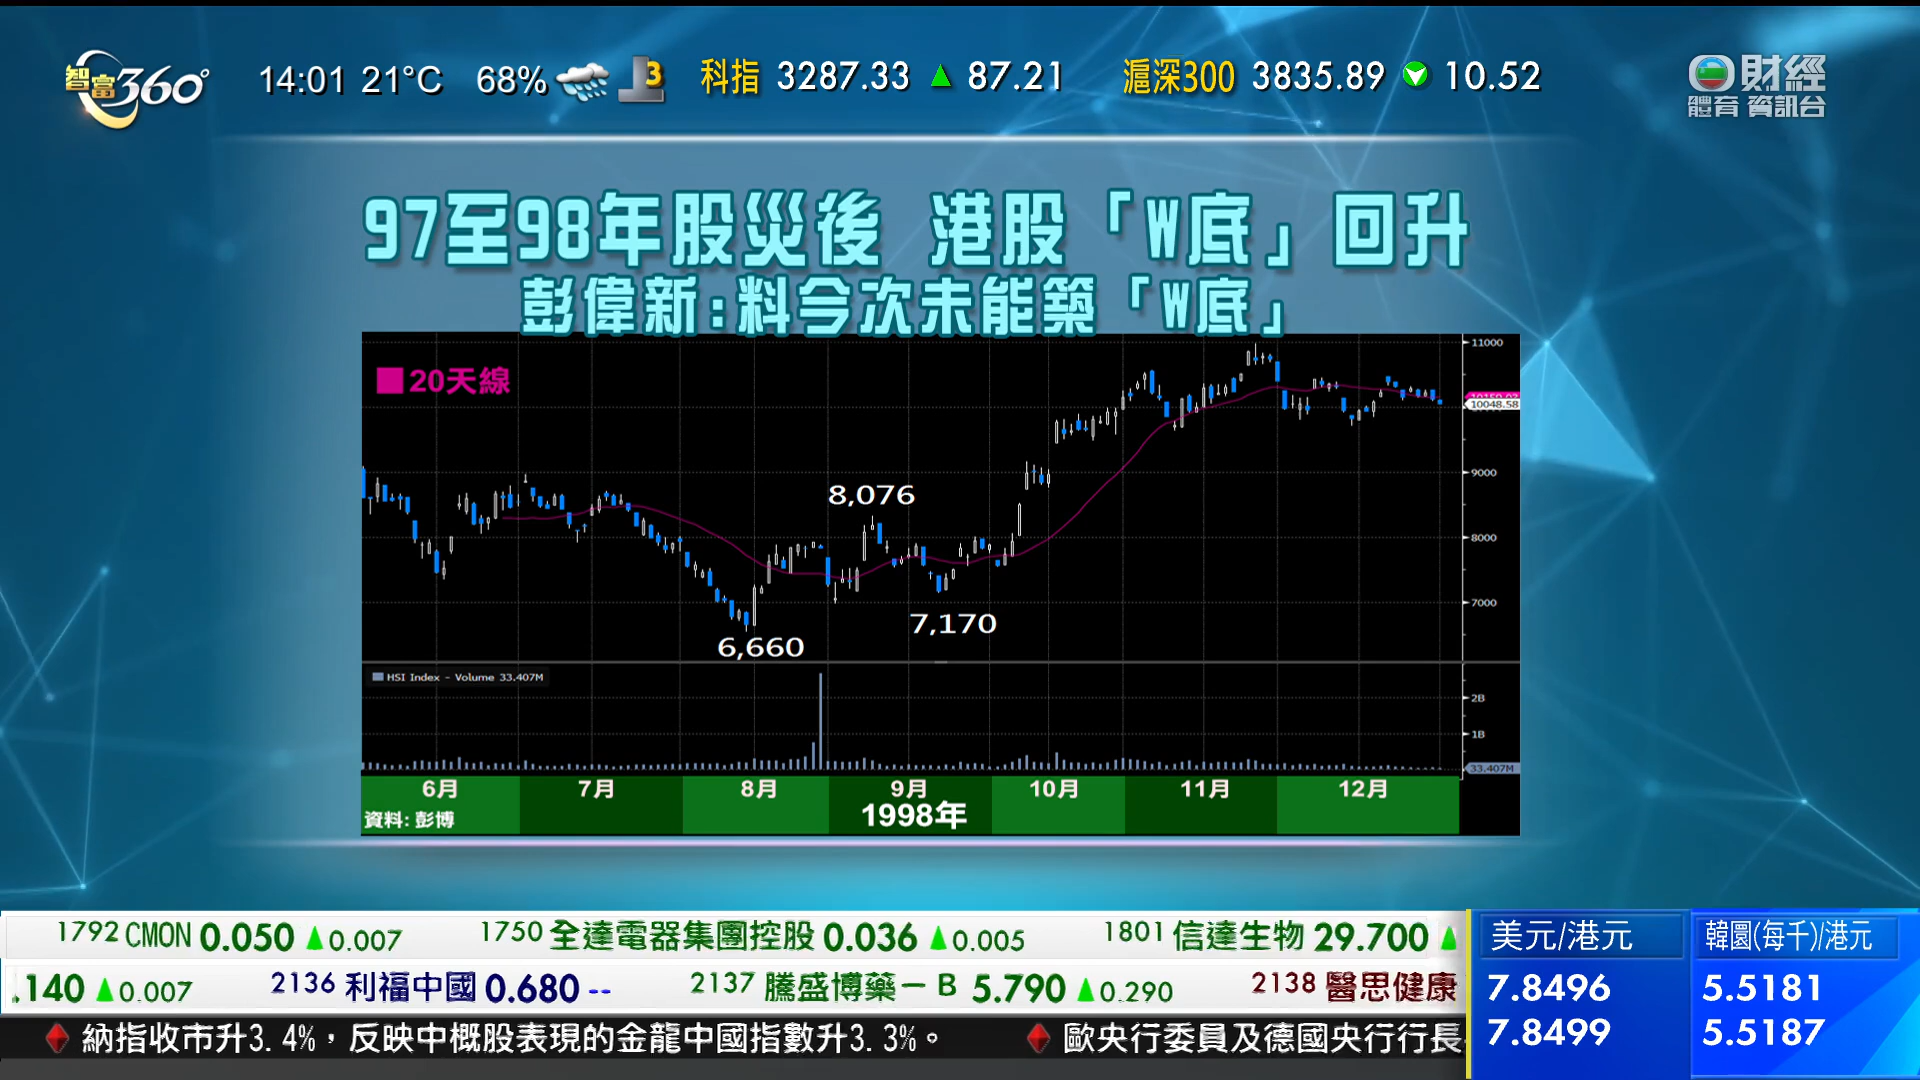 智富360° 14:01 21°C 68% 3 科指 3287.33 ▲ 87.21 滬深300 3835.89 ▼ 10.52 財經
體育 資訊台
97至98年股災後 港股「W底」回升
彭偉新:料今次未能築「W底」
20天線
11000
10048.58
9000
8,076
8000
7000
7,170
6,660
HSI Index - Volume 33.407M
2B
1B
33.407M
6月 7月 8月 9月 10月 11月 12月
資料: 彭博 1998年
1792 CMON 0.050 ▲ 0.007 1750 全達電器集團控股 0.036 ▲ 0.005 1801 信達生物 29.700 ▲
.140 ▲ 0.007 2136 利福中國 0.680 -- 2137 騰盛博藥－B 5.790 ▲ 0.290 2138 醫思健康
納指收市升3.4%，反映中概股表現的金龍中國指數升3.3%。 歐央行委員及德國央行行長
美元/港元 韓圜(每千)/港元
7.8496 5.5181
7.8499 5.5187